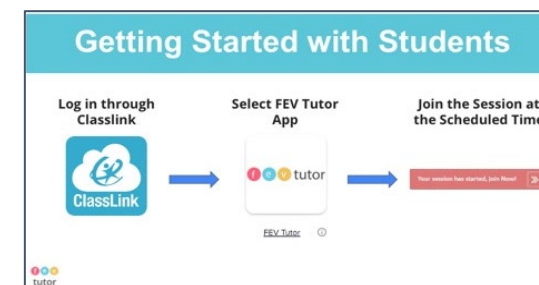 Getting Started with Students
Log in through
Classlink
ClassLink
Select FEV Tutor
App
fev tutor
FEV Tutor
Join the Session at
the Scheduled Time
Your session has started, Join Now!
fev
tutor